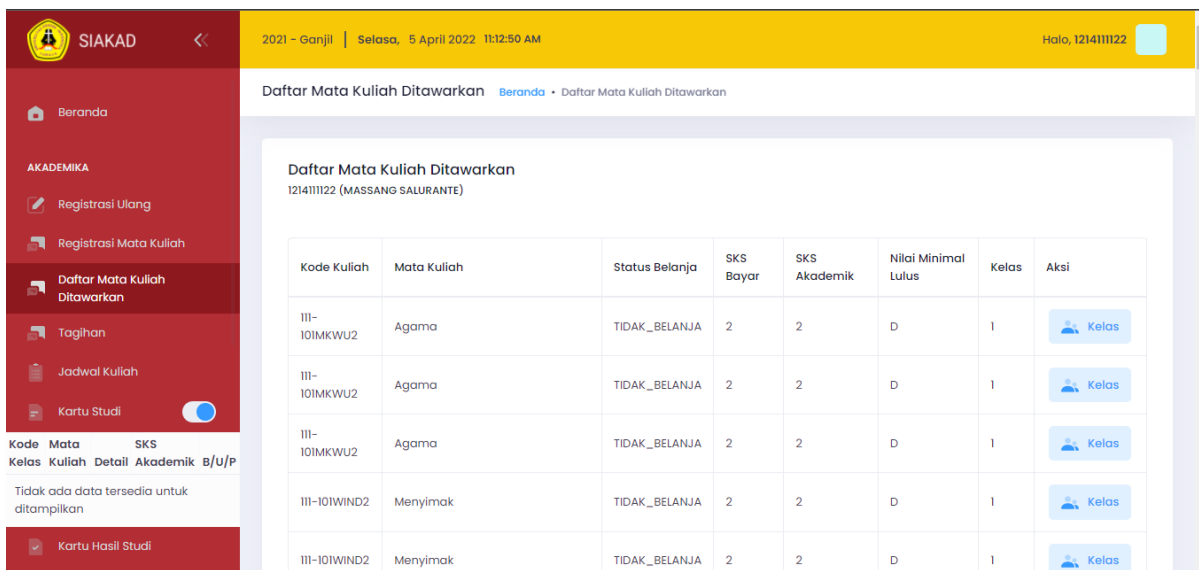 SIAKAD
2021 - Ganjil | Selasa, 5 April 2022 11:12:50 AM
Halo, 1214111122
Daftar Mata Kuliah Ditawarkan Beranda • Daftar Mata Kuliah Ditawarkan
Beranda
AKADEMIKA
Registrasi Ulang
Registrasi Mata Kuliah
Daftar Mata Kuliah
Ditawarkan
Tagihan
Jadwal Kuliah
Kartu Studi
Kode Mata SKS
Kelas Kuliah Detail Akademik B/U/P
Tidak ada data tersedia untuk
ditampilkan
Kartu Hasil Studi
Daftar Mata Kuliah Ditawarkan
1214111122 (MASSANG SALURANTE)
Kode Kuliah Mata Kuliah Status Belanja SKS Bayar SKS Akademik Nilai Minimal Lulus Kelas Aksi
111-101MKWU2 Agama TIDAK_BELANJA 2 2 D 1 Kelas
111-101MKWU2 Agama TIDAK_BELANJA 2 2 D 1 Kelas
111-101MKWU2 Agama TIDAK_BELANJA 2 2 D 1 Kelas
111-101WIND2 Menyimak TIDAK_BELANJA 2 2 D 1 Kelas
111-101WIND2 Menyimak TIDAK_BELANJA 2 2 D 1 Kelas